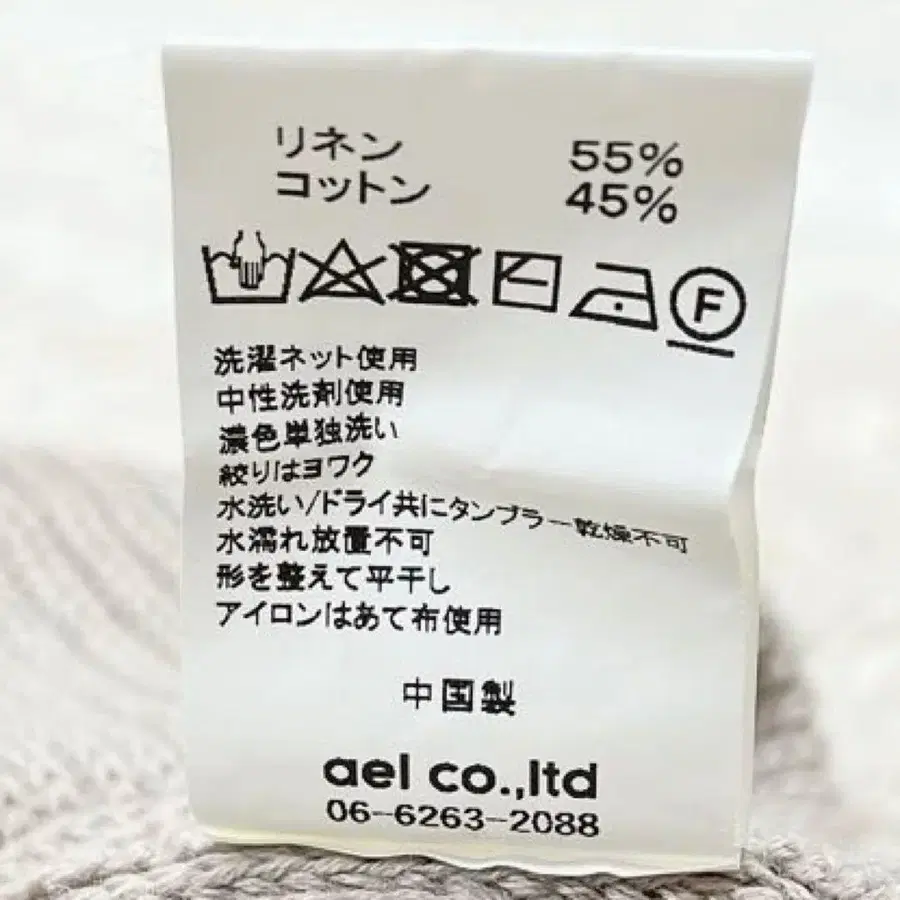 リネン 55%
コットン 45%
F
洗濯ネット使用
中性洗剤使用
濃色単独洗い
絞りはヨワク
水洗い/ドライ共にタンブラー乾燥不可
水濡れ放置不可
形を整えて平干し
アイロンはあて布使用
中国製
ael co.,ltd
06-6263-2088